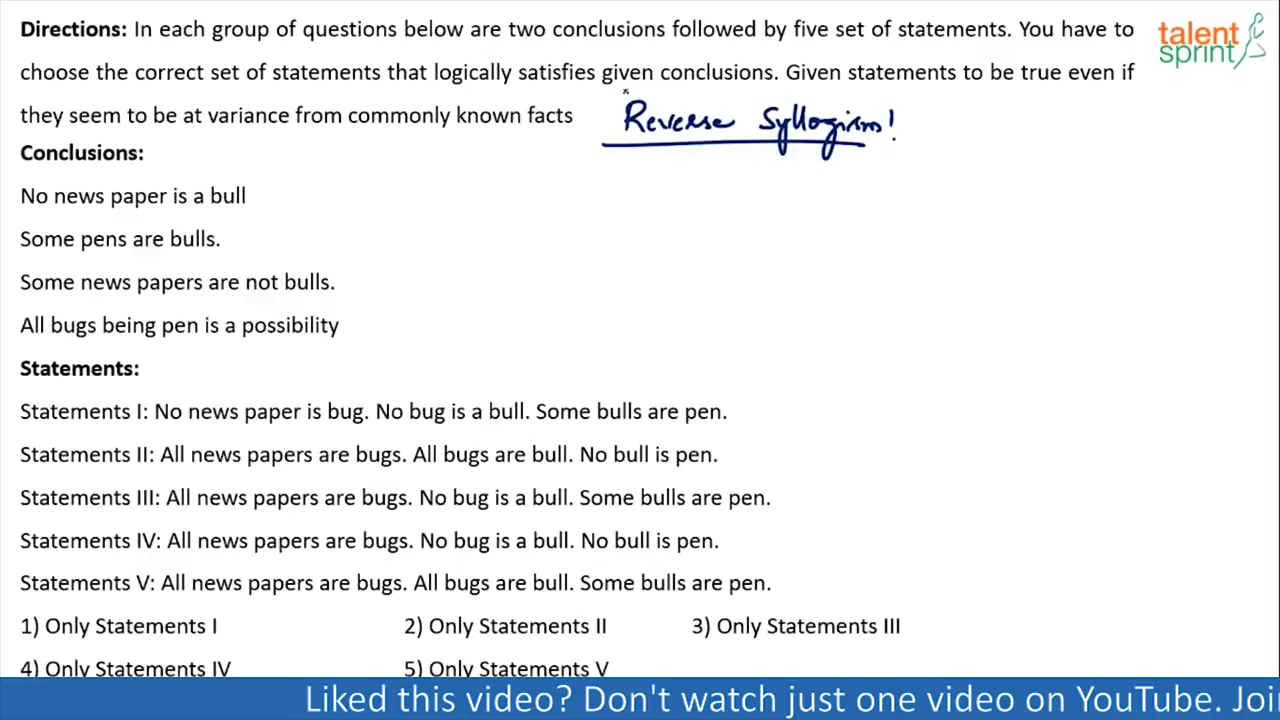 Directions: In each group of questions below are two conclusions followed by five set of statements. You have to
choose the correct set of statements that logically satisfies given conclusions. Given statements to be true even if
they seem to be at variance from commonly known facts
talent
sprint
Reverse Syllogism!
Conclusions:
No news paper is a bull
Some pens are bulls.
Some news papers are not bulls.
All bugs being pen is a possibility
Statements:
Statements I: No news paper is bug. No bug is a bull. Some bulls are pen.
Statements II: All news papers are bugs. All bugs are bull. No bull is pen.
Statements III: All news papers are bugs. No bug is a bull. Some bulls are pen.
Statements IV: All news papers are bugs. No bug is a bull. No bull is pen.
Statements V: All news papers are bugs. All bugs are bull. Some bulls are pen.
1) Only Statements I 2) Only Statements II 3) Only Statements III
4) Only Statements IV 5) Only Statements V
Liked this video? Don't watch just one video on YouTube. Joi